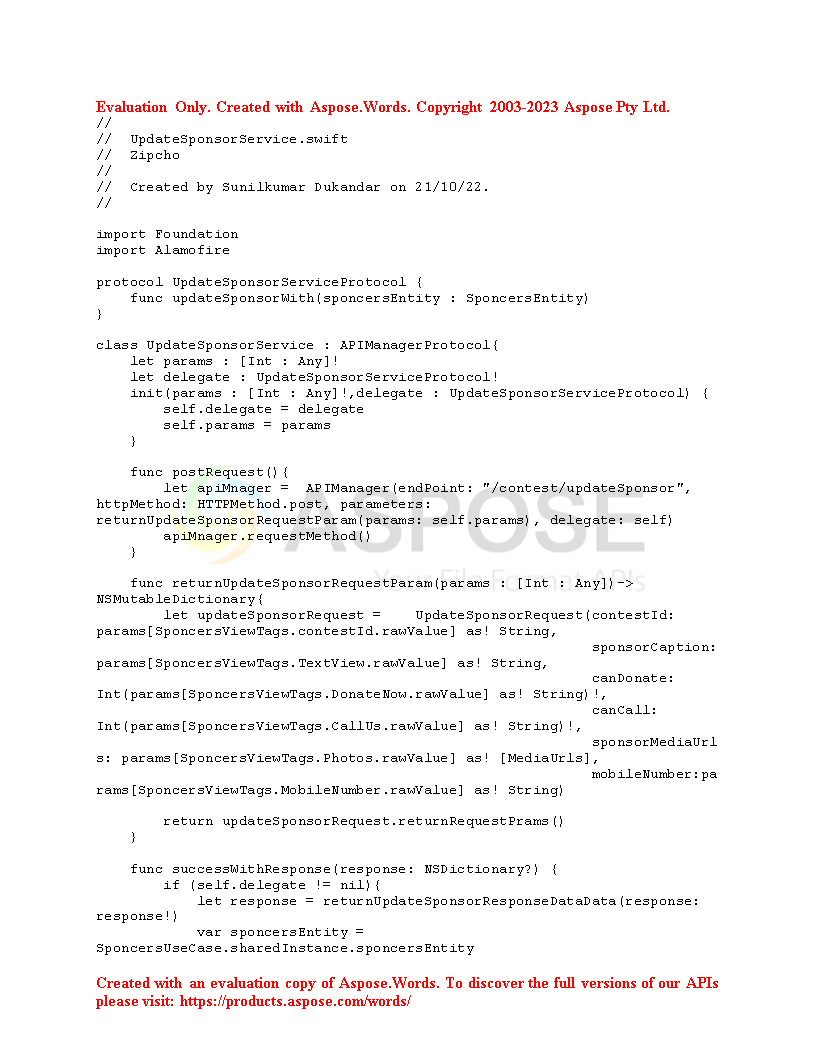 Evaluation Only. Created with Aspose.Words. Copyright 2003-2023 Aspose Pty Ltd.
//
//  UpdateSponsorService.swift
//  Zipcho
//
//  Created by Sunilkumar Dukandar on 21/10/22.
//
import Foundation
import Alamofire
protocol UpdateSponsorServiceProtocol {
    func updateSponsorWith(sponcersEntity : SponcersEntity)
}
class UpdateSponsorService : APIManagerProtocol{
    let params : [Int : Any]!
    let delegate : UpdateSponsorServiceProtocol!
    init(params : [Int : Any]!,delegate : UpdateSponsorServiceProtocol) {
        self.delegate = delegate
        self.params = params
    }
    func postRequest(){
        let apiMnager =  APIManager(endPoint: "/contest/updateSponsor",
httpMethod: HTTPMethod.post, parameters:
returnUpdateSponsorRequestParam(params: self.params), delegate: self)
        apiMnager.requestMethod()
    }
ASPOSE
Your File Format APIs
    func returnUpdateSponsorRequestParam(params : [Int : Any])->
NSMutableDictionary{
        let updateSponsorRequest =    UpdateSponsorRequest(contestId:
params[SponcersViewTags.contestId.rawValue] as! String,
                                                           sponsorCaption:
params[SponcersViewTags.TextView.rawValue] as! String,
                                                           canDonate:
Int(params[SponcersViewTags.DonateNow.rawValue] as! String)!,
                                                           canCall:
Int(params[SponcersViewTags.CallUs.rawValue] as! String)!,
                                                           sponsorMediaUrl
s: params[SponcersViewTags.Photos.rawValue] as! [MediaUrls],
                                                           mobileNumber:pa
rams[SponcersViewTags.MobileNumber.rawValue] as! String)
        return updateSponsorRequest.returnRequestPrams()
    }
    func successWithResponse(response: NSDictionary?) {
        if (self.delegate != nil){
            let response = returnUpdateSponsorResponseDataData(response:
response!)
            var sponcersEntity =
SponcersUseCase.sharedInstance.sponcersEntity
Created with an evaluation copy of Aspose.Words. To discover the full versions of our APIs
please visit: https://products.aspose.com/words/